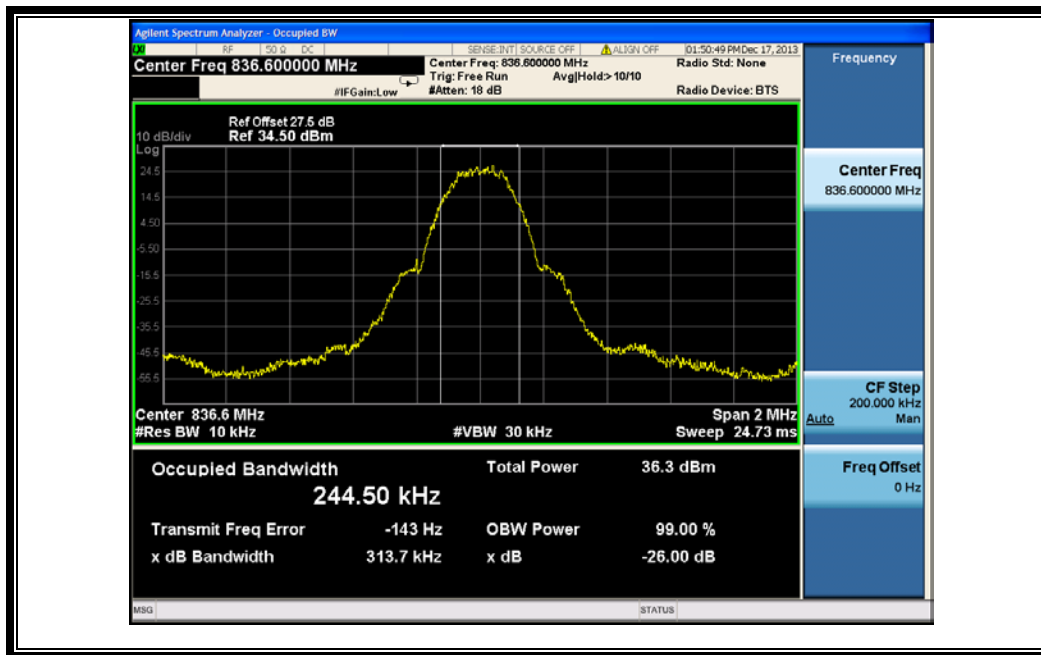 Agilent Spectrum Analyzer - Occupied BW
LXI RF 50 Ω DC SENSE:INT SOURCE OFF ALIGN OFF 01:50:49 PM Dec 17, 2013
Center Freq 836.600000 MHz
Center Freq: 836.600000 MHz
Radio Std: None
Trig: Free Run Avg|Hold:> 10/10
#IFGain:Low
#Atten: 18 dB
Radio Device: BTS
Ref Offset 27.5 dB
10 dB/div Ref 34.50 dBm
Log
24.5
14.5
4.50
-5.50
-15.5
-25.5
-35.5
-45.5
-55.5
Center 836.6 MHz
Span 2 MHz
#Res BW 10 kHz
#VBW 30 kHz
Sweep 24.73 ms
Occupied Bandwidth
Total Power 36.3 dBm
244.50 kHz
Transmit Freq Error -143 Hz
OBW Power 99.00 %
x dB Bandwidth 313.7 kHz
x dB -26.00 dB
MSG
STATUS
Frequency
Center Freq
836.600000 MHz
CF Step
200.000 kHz
Auto Man
Freq Offset
0 Hz